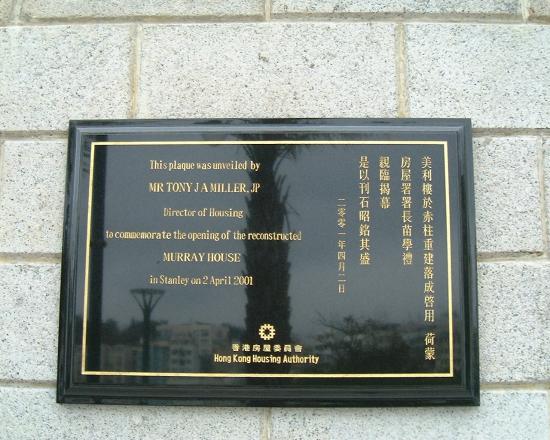 This plaque was unveiled by
MR TONY J A MILLER, JP
Director of Housing
to commemorate the opening of the reconstructed
MURRAY HOUSE
in Stanley on 2 April 2001
美利樓於赤柱重建落成啓用 荷蒙
房屋署署長苗學禮
親臨揭幕
是以刊石昭銘其盛
二零零一年四月二日
香港房屋委員會
Hong Kong Housing Authority